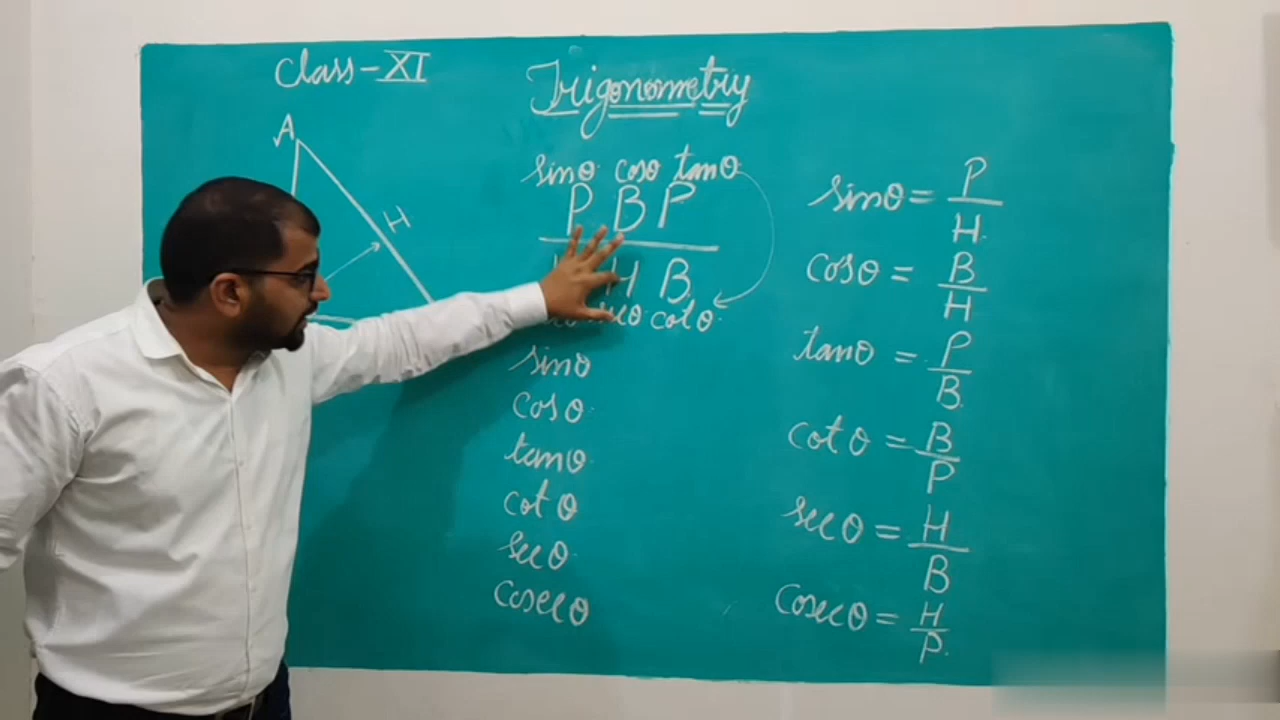 Class - XI
Trigonometry
A
H
sinθ cosθ tanθ
P B P
H B
secθ cotθ
sinθ
cosθ
tanθ
cotθ
secθ
cosecθ
sinθ = P/H
cosθ = B/H
tanθ = P/B
cotθ = B/P
secθ = H/B
cosecθ = H/P